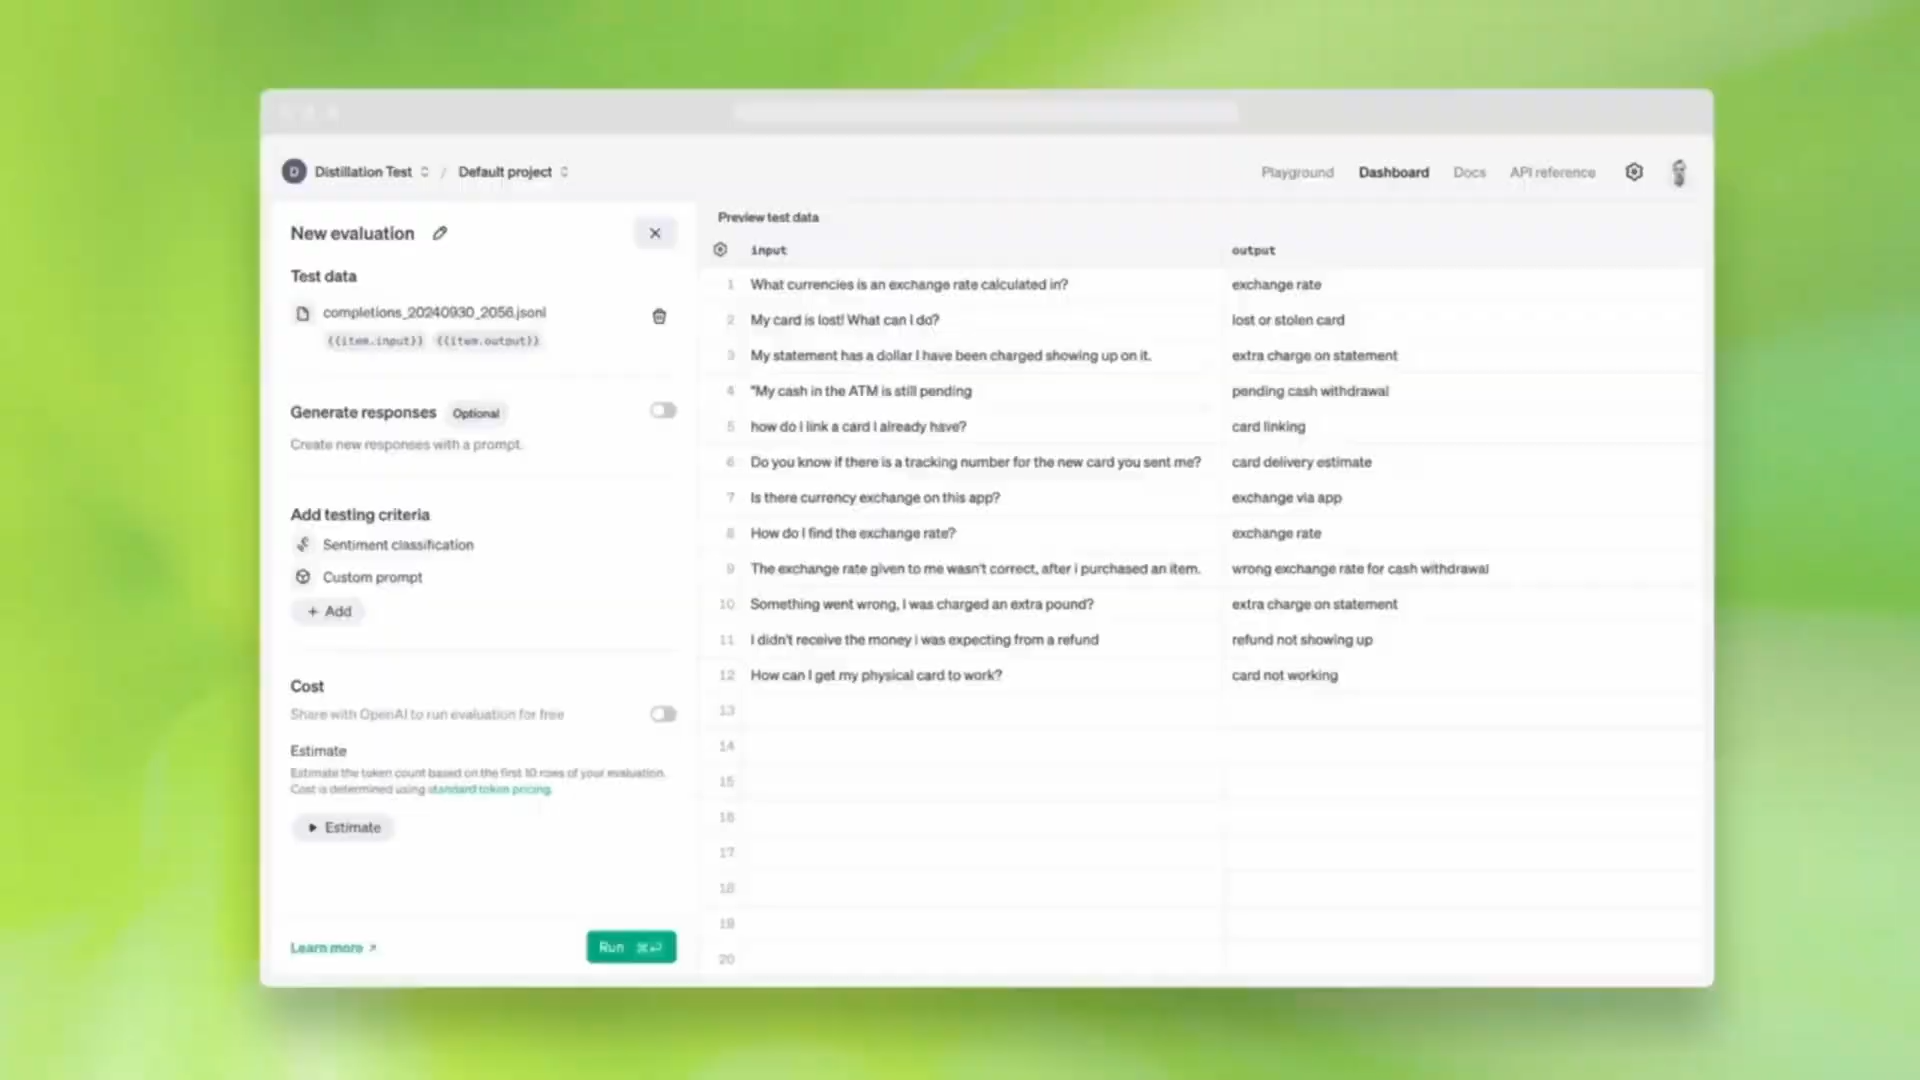 D Distillation Test / Default project
Playground Dashboard Docs API reference
New evaluation
Test data
completions_20240930_2056.jsonl
{{item.input}} {{item.output}}
Generate responses Optional
Create new responses with a prompt.
Add testing criteria
Sentiment classification
Custom prompt
+ Add
Cost
Share with OpenAI to run evaluation for free
Estimate
Estimate the token count based on the first 10 rows of your evaluation.
Cost is determined using standard token pricing.
Estimate
Learn more
Run ⌘↵
Preview test data
input output
1 What currencies is an exchange rate calculated in? exchange rate
2 My card is lost! What can I do? lost or stolen card
3 My statement has a dollar I have been charged showing up on it. extra charge on statement
4 "My cash in the ATM is still pending pending cash withdrawal
5 how do I link a card I already have? card linking
6 Do you know if there is a tracking number for the new card you sent me? card delivery estimate
7 Is there currency exchange on this app? exchange via app
8 How do I find the exchange rate? exchange rate
9 The exchange rate given to me wasn't correct, after i purchased an item. wrong exchange rate for cash withdrawal
10 Something went wrong, I was charged an extra pound? extra charge on statement
11 I didn't receive the money i was expecting from a refund refund not showing up
12 How can I get my physical card to work? card not working
13
14
15
16
17
18
19
20